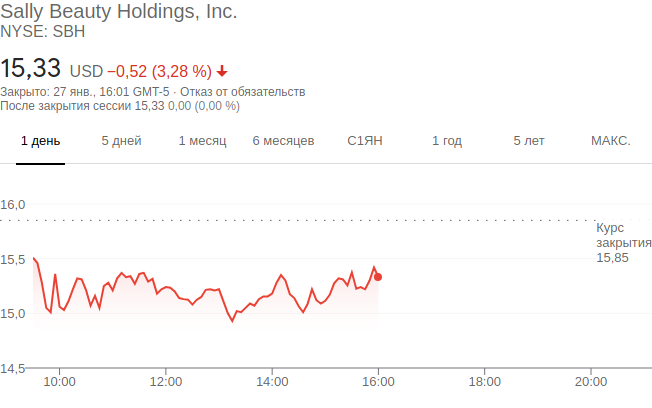 Sally Beauty Holdings, Inc.
NYSE: SBH
15,33 USD −0,52 (3,28 %)
Закрыто: 27 янв., 16:01 GMT-5 · Отказ от обязательств
После закрытия сессии 15,33 0,00 (0,00 %)
1 день 5 дней 1 месяц 6 месяцев С1ЯН 1 год 5 лет МАКС.
16,0
Курс
закрытия
15,85
15,5
15,0
14,5
10:00 12:00 14:00 16:00 18:00 20:00